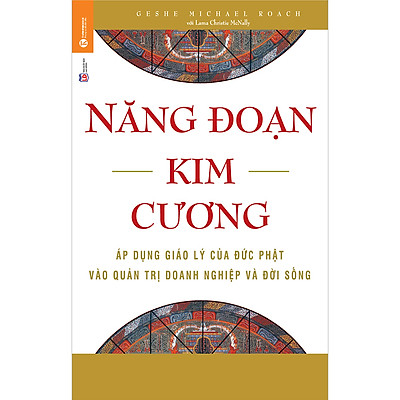 GESHE MICHAEL ROACH
với Lama Christie McNally
NĂNG ĐOẠN
KIM
CƯƠNG
ÁP DỤNG GIÁO LÝ CỦA ĐỨC PHẬT
VÀO QUẢN TRỊ DOANH NGHIỆP VÀ ĐỜI SỐNG